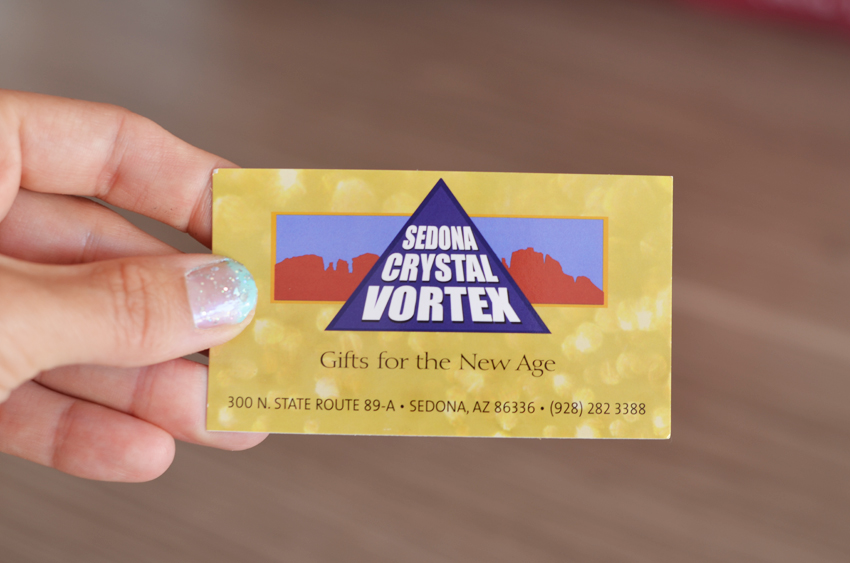 SEDONA
CRYSTAL
VORTEX
Gifts for the New Age
300 N. STATE ROUTE 89-A • SEDONA, AZ 86336 • (928) 282 3388